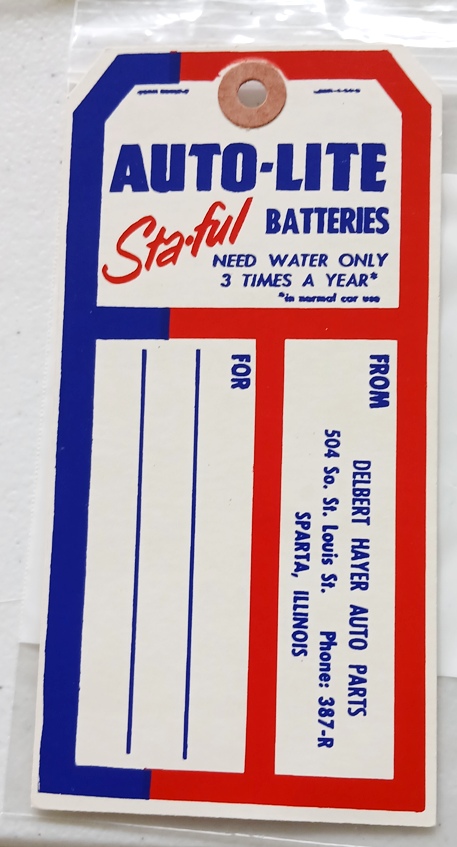 AUTO-LITE
Sta-ful BATTERIES
NEED WATER ONLY
3 TIMES A YEAR*
*in normal car use
FROM
DELBERT HAYER AUTO PARTS
504 So. St. Louis St. Phone: 387-R
SPARTA, ILLINOIS
FOR